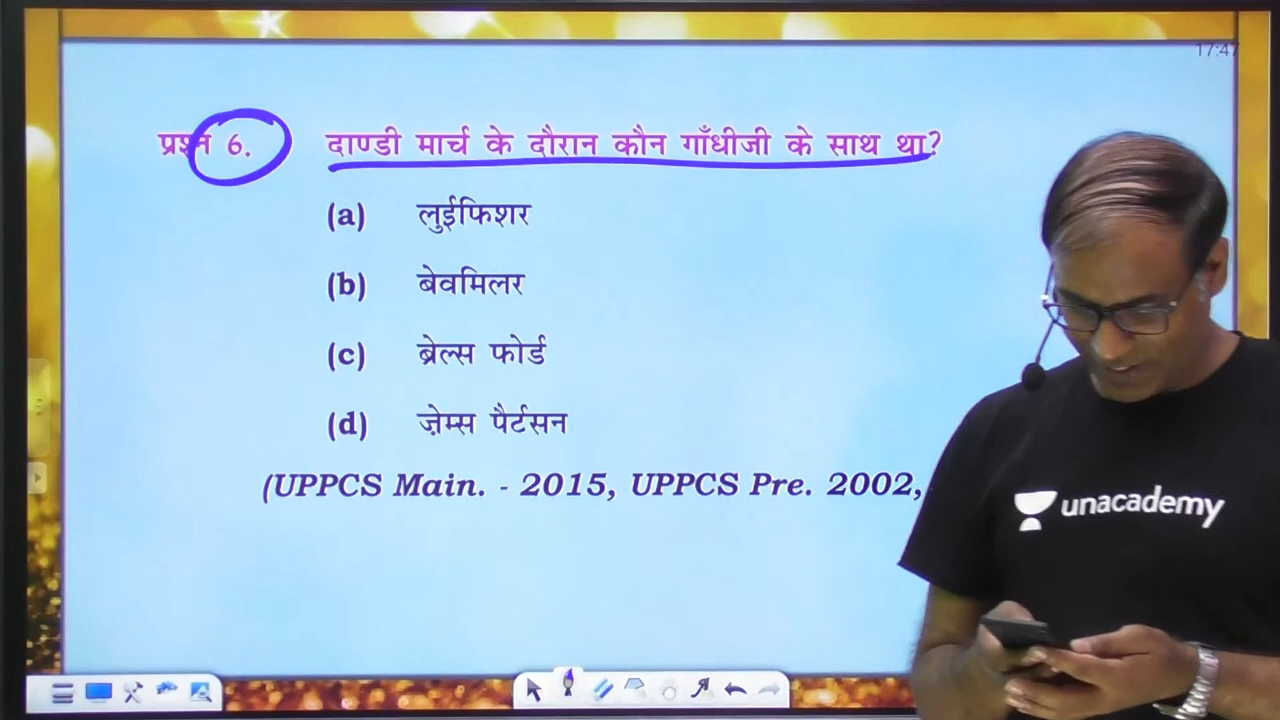 17:47
प्रश्न 6. दाण्डी मार्च के दौरान कौन गाँधीजी के साथ था?
(a) लुईफिशर
(b) बेवमिलर
(c) ब्रेल्स फोर्ड
(d) ज़ेम्स पैर्टसन
(UPPCS Main. - 2015, UPPCS Pre. 2002,
unacademy